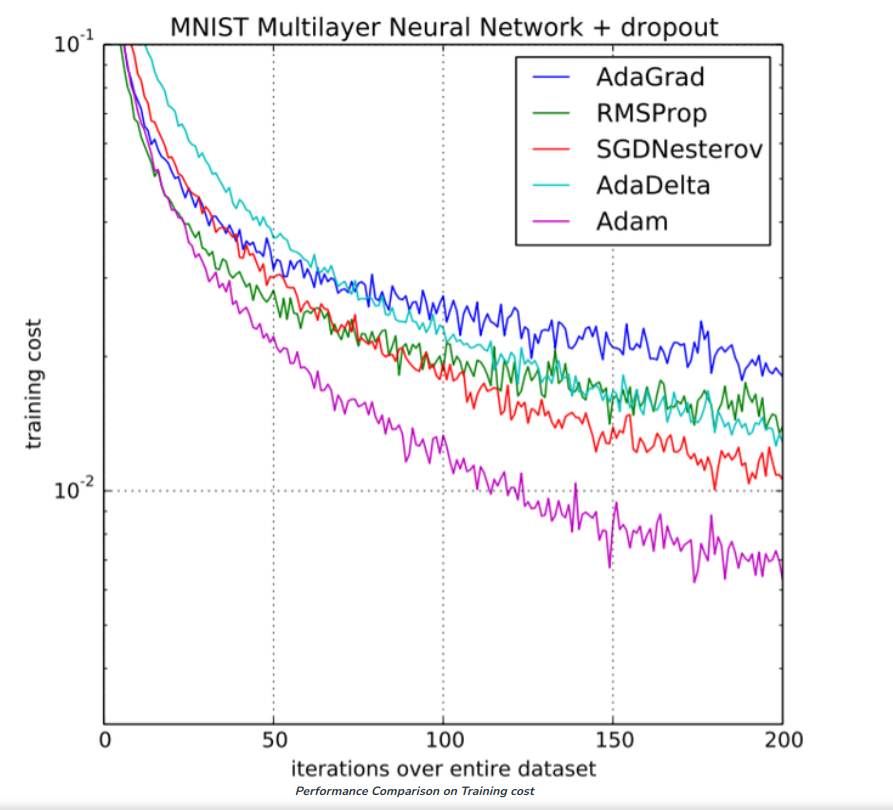 MNIST Multilayer Neural Network + dropout
10⁻¹
AdaGrad
RMSProp
SGDNesterov
AdaDelta
Adam
training cost
10⁻²
0 50 100 150 200
iterations over entire dataset
Performance Comparison on Training cost